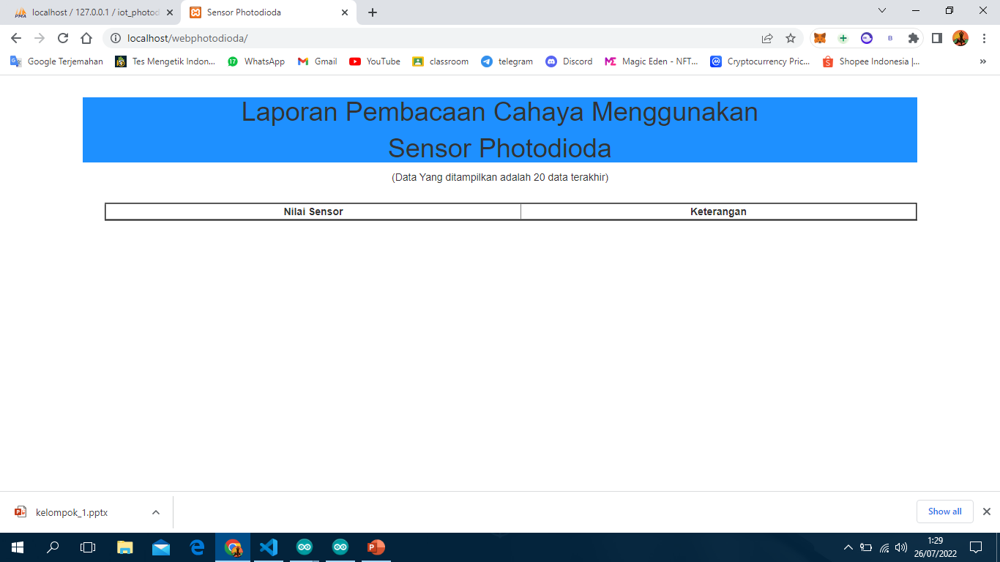 localhost / 127.0.0.1 / iot_photod
Sensor Photodioda
localhost/webphotodioda/
Google Terjemahan
Tes Mengetik Indon...
17
WhatsApp
Gmail
YouTube
classroom
telegram
Discord
Magic Eden - NFT...
Cryptocurrency Pric...
Shopee Indonesia |...
Laporan Pembacaan Cahaya Menggunakan
Sensor Photodioda
(Data Yang ditampilkan adalah 20 data terakhir)
Nilai Sensor
Keterangan
kelompok_1.pptx
Show all
1:29
26/07/2022